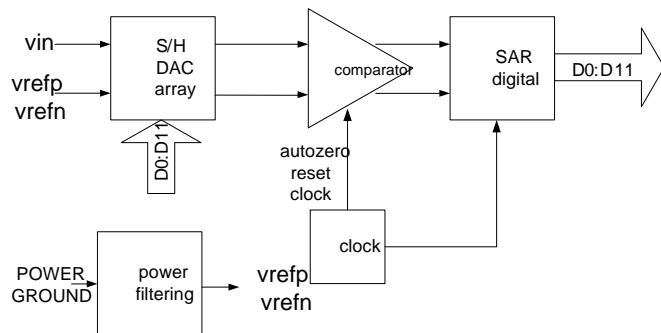 vin
vrefp
vrefn
S/H
DAC
array
D0:D11
comparator
SAR
digital
D0:D11
autozero
reset
clock
clock
POWER
GROUND
power
filtering
vrefp
vrefn